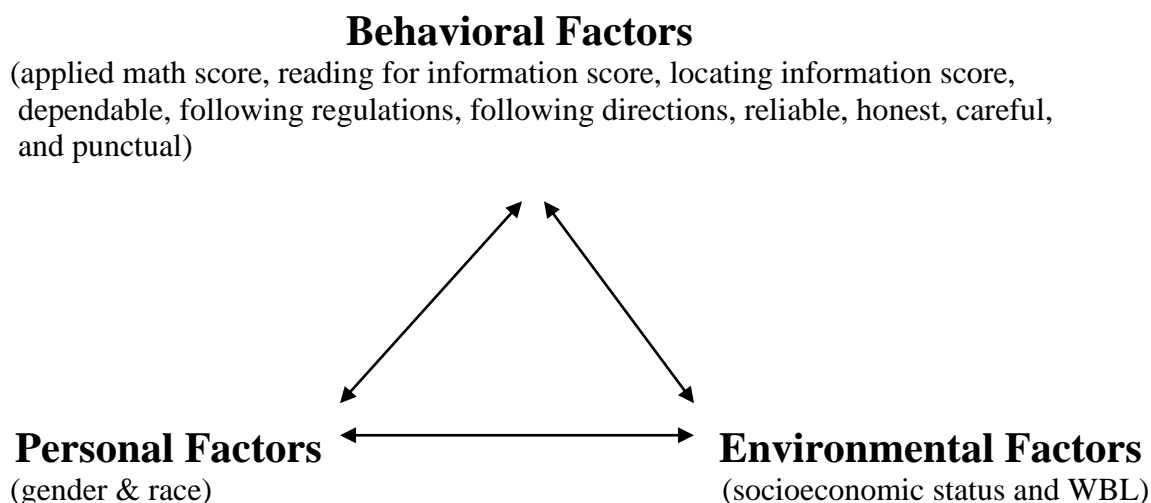 Behavioral Factors
(applied math score, reading for information score, locating information score,
dependable, following regulations, following directions, reliable, honest, careful,
and punctual)
Personal Factors
(gender & race)
Environmental Factors
(socioeconomic status and WBL)